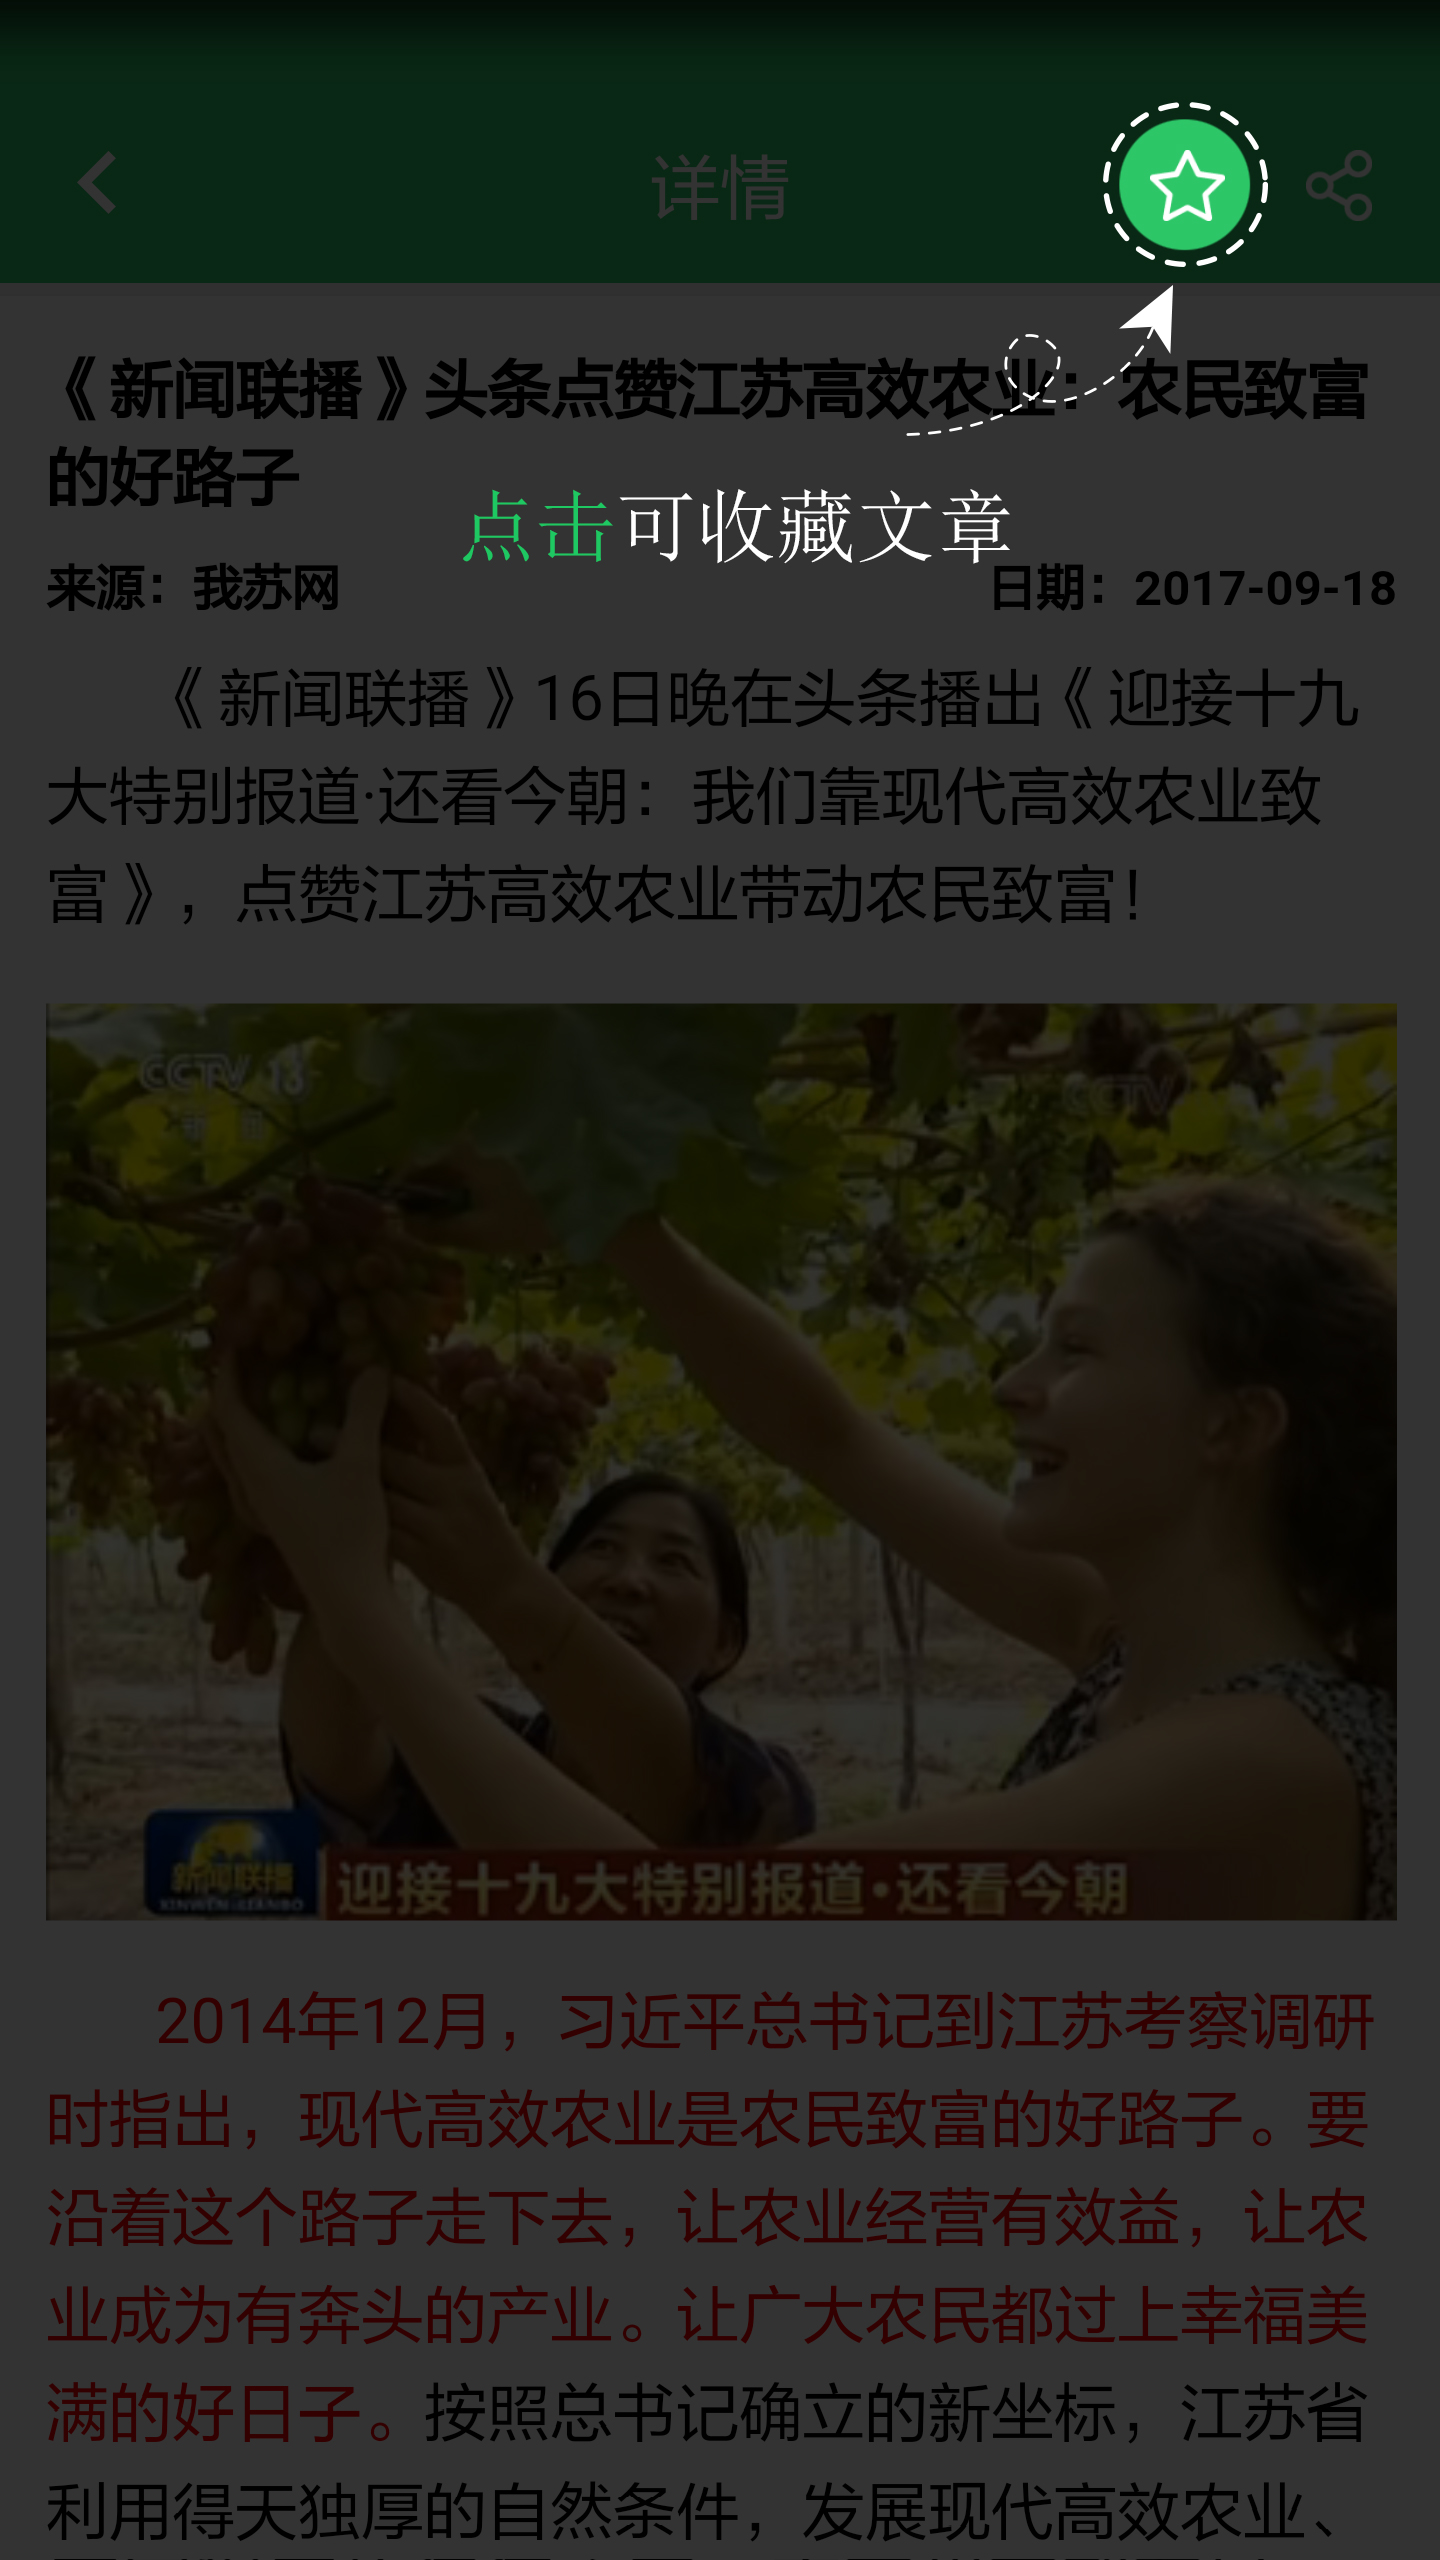 详情
《新闻联播》头条点赞江苏高效农业：农民致富
的好路子
点击可收藏文章
来源：我苏网
日期：2017-09-18
《新闻联播》16日晚在头条播出《迎接十九
大特别报道·还看今朝：我们靠现代高效农业致
富》，点赞江苏高效农业带动农民致富！
CCTV 13
新闻
CCTV
新闻联播
XINWEN LIANBO
迎接十九大特别报道·还看今朝
2014年12月，习近平总书记到江苏考察调研
时指出，现代高效农业是农民致富的好路子。要
沿着这个路子走下去，让农业经营有效益，让农
业成为有奔头的产业。让广大农民都过上幸福美
满的好日子。按照总书记确立的新坐标，江苏省
利用得天独厚的自然条件，发展现代高效农业、